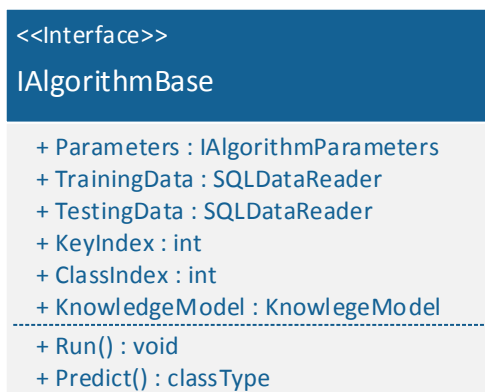 <<Interface>>
IAlgorithmBase
+ Parameters : IAlgorithmParameters
+ TrainingData : SQLDataReader
+ TestingData : SQLDataReader
+ KeyIndex : int
+ ClassIndex : int
+ KnowledgeModel : KnowlegeModel
+ Run() : void
+ Predict() : classType